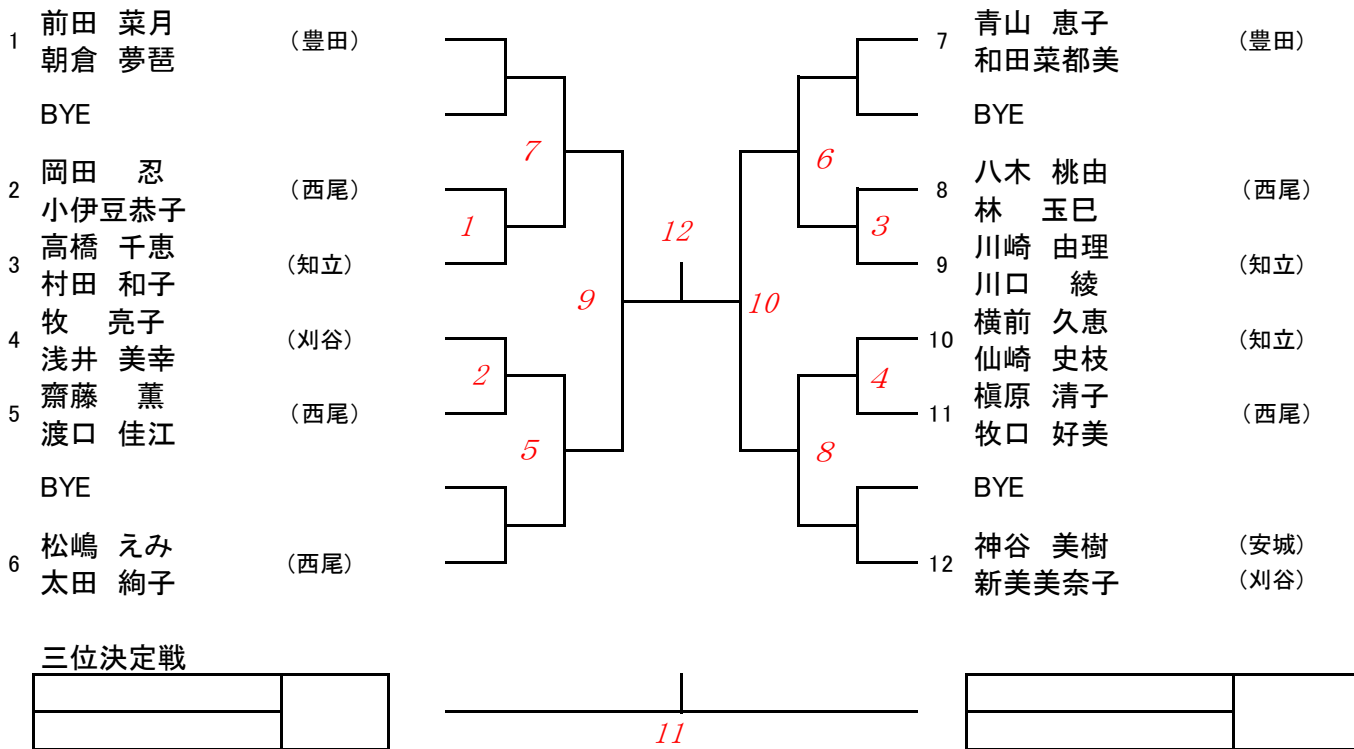 1 前田 菜月 (豊田)
朝倉 夢琶
BYE
2 岡田 忍 (西尾)
小伊豆恭子
3 高橋 千恵 (知立)
村田 和子
4 牧 亮子 (刈谷)
浅井 美幸
5 齋藤 薫 (西尾)
渡口 佳江
BYE
6 松嶋 えみ (西尾)
太田 絢子
7
1
9
2
5
12
10
6
3
4
8
7 青山 恵子 (豊田)
和田菜都美
BYE
8 八木 桃由 (西尾)
林 玉巳
9 川崎 由理 (知立)
川口 綾
10 横前 久恵 (知立)
仙崎 史枝
11 槇原 清子 (西尾)
牧口 好美
BYE
12 神谷 美樹 (安城)
新美美奈子 (刈谷)
三位決定戦
11